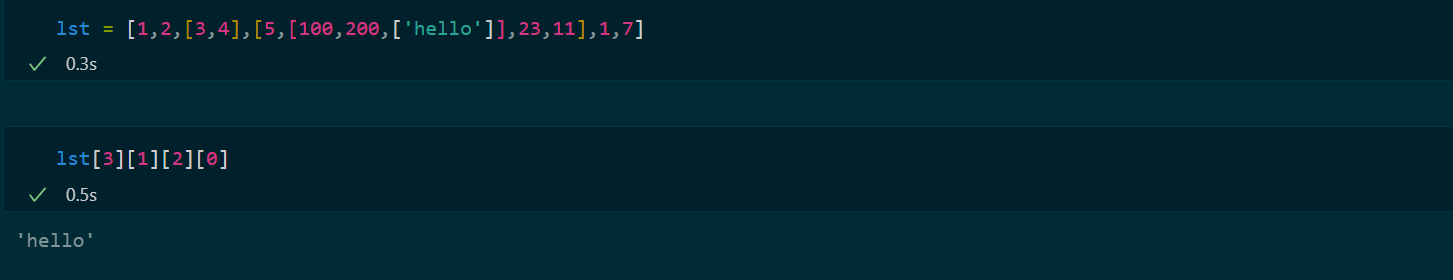 lst = [1,2,[3,4],[5,[100,200,['hello']],23,11],1,7]
0.3s
lst[3][1][2][0]
0.5s
'hello'